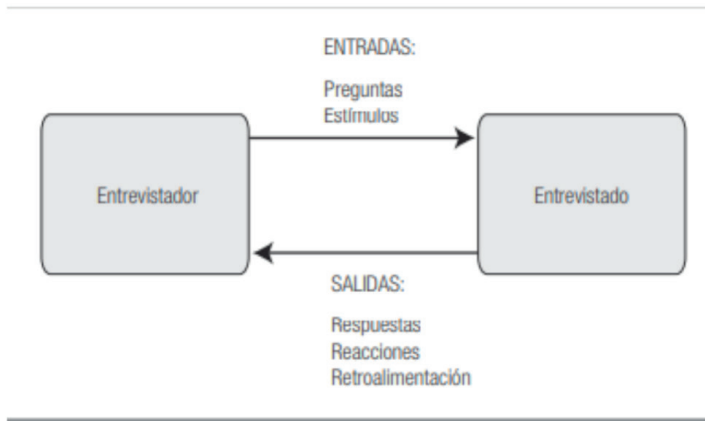 ENTRADAS:
Preguntas
Estímulos
Entrevistador
Entrevistado
SALIDAS:
Respuestas
Reacciones
Retroalimentación